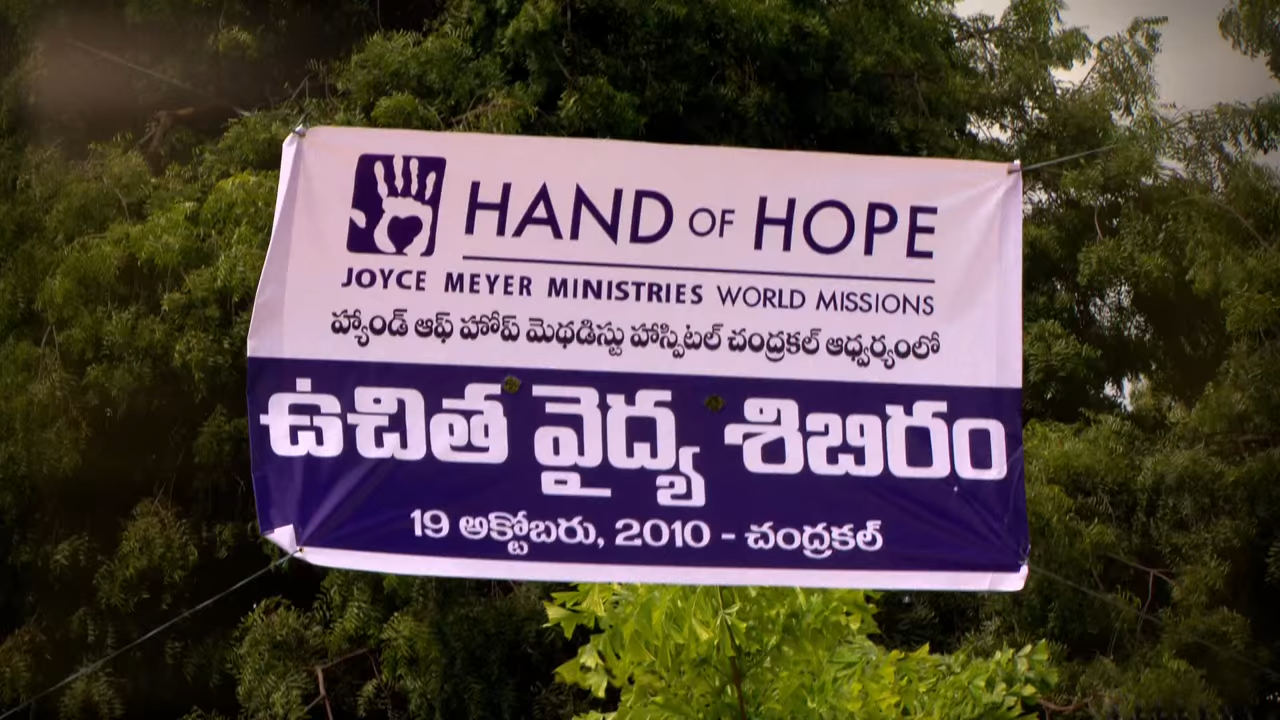 HAND OF HOPE
JOYCE MEYER MINISTRIES WORLD MISSIONS
హ్యాండ్ ఆఫ్ హోప్ మెథడిస్టు హాస్పిటల్ చంద్రకల్ ఆధ్వర్యంలో
ఉచిత వైద్య శిబిరం
19 అక్టోబరు, 2010 - చంద్రకల్